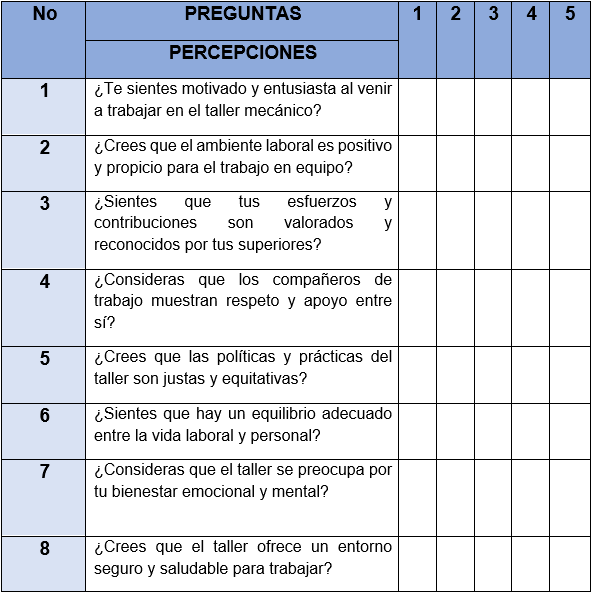 No PREGUNTAS 1 2 3 4 5
PERCEPCIONES
1 ¿Te sientes motivado y entusiasta al venir
a trabajar en el taller mecánico?
2 ¿Crees que el ambiente laboral es positivo
y propicio para el trabajo en equipo?
3 ¿Sientes que tus esfuerzos y
contribuciones son valorados y
reconocidos por tus superiores?
4 ¿Consideras que los compañeros de
trabajo muestran respeto y apoyo entre
sí?
5 ¿Crees que las políticas y prácticas del
taller son justas y equitativas?
6 ¿Sientes que hay un equilibrio adecuado
entre la vida laboral y personal?
7 ¿Consideras que el taller se preocupa por
tu bienestar emocional y mental?
8 ¿Crees que el taller ofrece un entorno
seguro y saludable para trabajar?